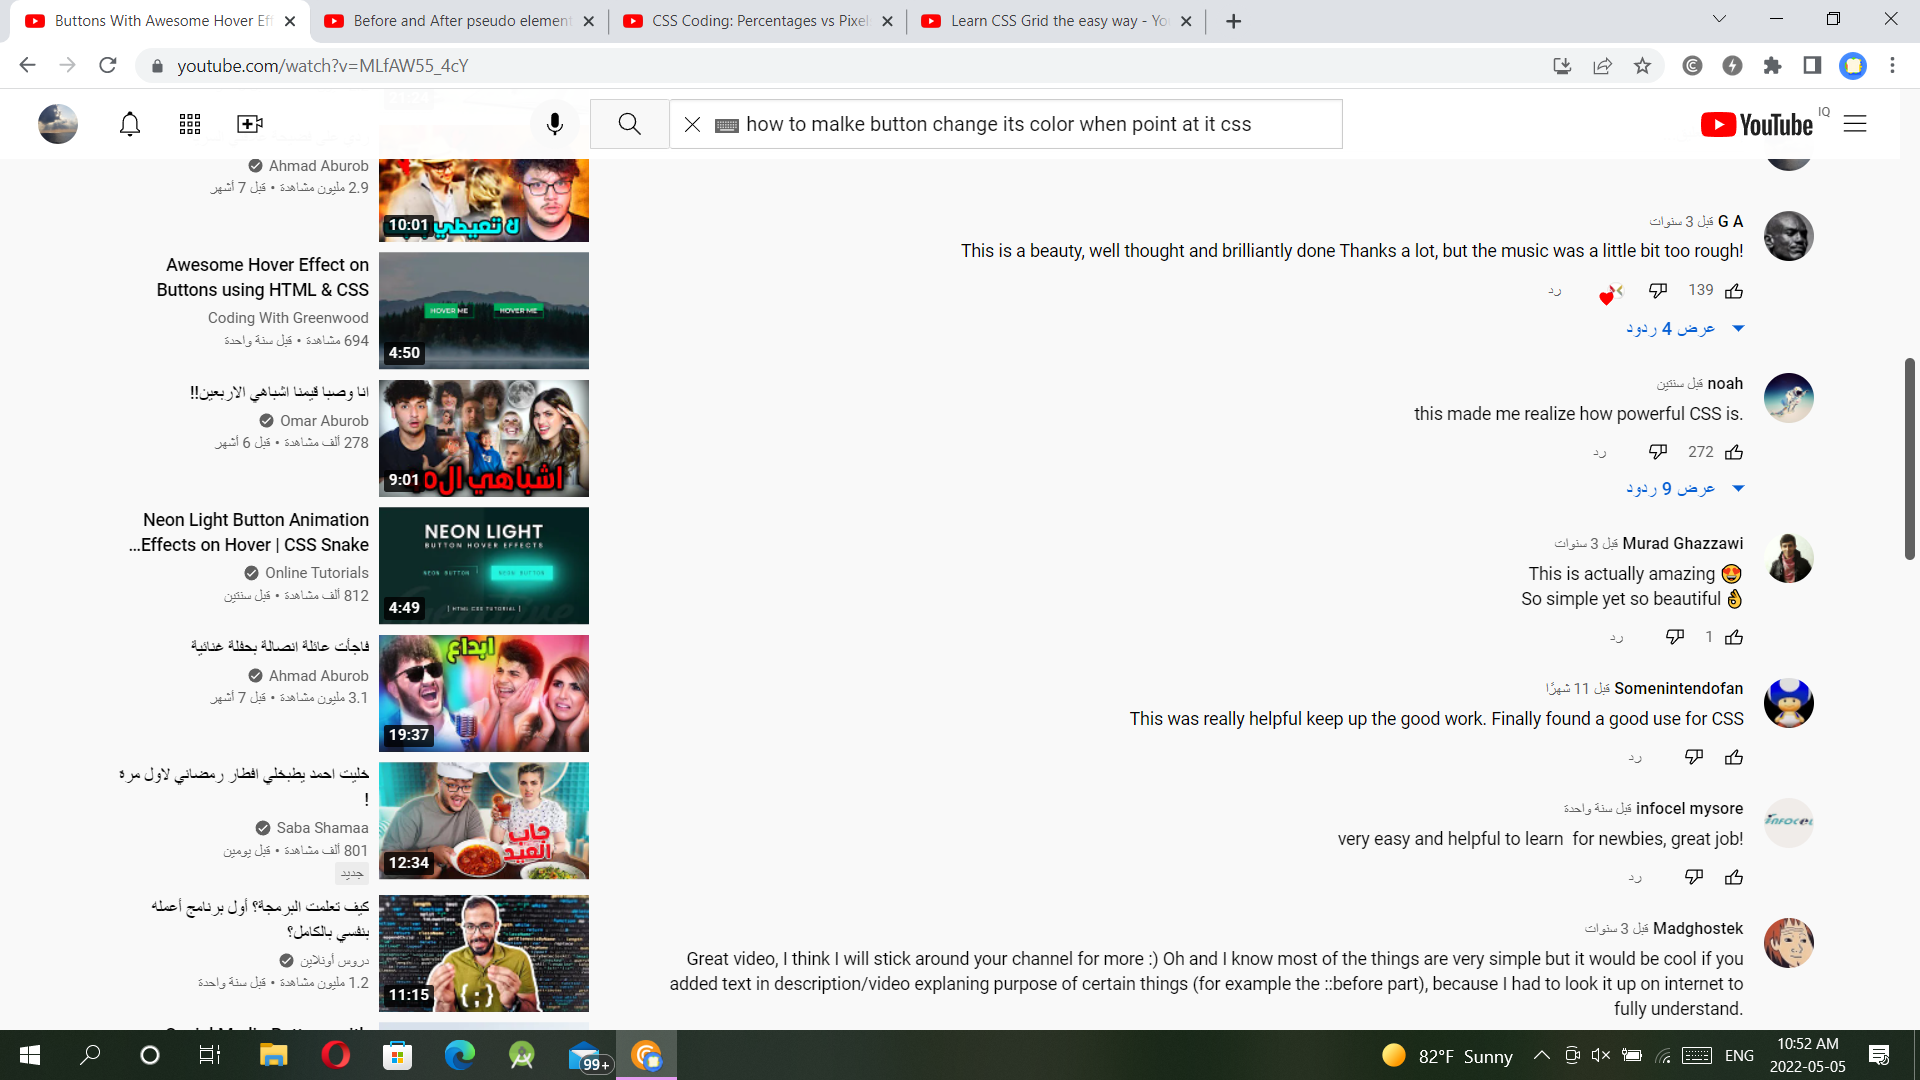 Buttons With Awesome Hover Eff
Before and After pseudo element
CSS Coding: Percentages vs Pixels
Learn CSS Grid the easy way - Yo
youtube.com/watch?v=MLfAW55_4cY
how to malke button change its color when point at it css
YouTube IQ
Ahmad Aburob
2.9 مليون مشاهدة • قبل 7 أشهر
10:01
Awesome Hover Effect on
Buttons using HTML & CSS
Coding With Greenwood
694 مشاهدة • قبل سنة واحدة
HOVER ME
HOVER ME
4:50
انا وصبا قيمنا اشباهي الاربعين!!
Omar Aburob
278 ألف مشاهدة • قبل 6 أشهر
9:01
Neon Light Button Animation
Effects on Hover | CSS Snake...
Online Tutorials
812 ألف مشاهدة • قبل سنتين
NEON LIGHT
BUTTON HOVER EFFECTS
NEON BUTTON
NEON BUTTON
HTML CSS TUTORIAL
4:49
فاجأت عائلة انصالة بحفلة غنائية
Ahmad Aburob
3.1 مليون مشاهدة • قبل 7 أشهر
ابداع
19:37
خليت احمد يطبخلي افطار رمضاني لاول مرة
!
Saba Shamaa
801 ألف مشاهدة • قبل يومين
جديد
12:34
كيف تعلمت البرمجة؟ أول برنامج أعمله
بنفسي بالكامل؟
دروس أونلاين
1.2 مليون مشاهدة • قبل سنة واحدة
{;}
11:15
G A قبل 3 سنوات
This is a beauty, well thought and brilliantly done Thanks a lot, but the music was a little bit too rough!
139
رد
عرض 4 ردود
noah قبل سنتين
this made me realize how powerful CSS is.
272
رد
عرض 9 ردود
Murad Ghazzawi قبل 3 سنوات
This is actually amazing 😍
So simple yet so beautiful 👌
1
رد
Somenintendofan قبل 11 شهرًا
This was really helpful keep up the good work. Finally found a good use for CSS
رد
infocel mysore قبل سنة واحدة
very easy and helpful to learn for newbies, great job!
رد
Madghostek قبل 3 سنوات
Great video, I think I will stick around your channel for more :) Oh and I know most of the things are very simple but it would be cool if you
added text in description/video explaning purpose of certain things (for example the ::before part), because I had to look it up on internet to
fully understand.
99+
82°F Sunny
ENG
10:52 AM
2022-05-05